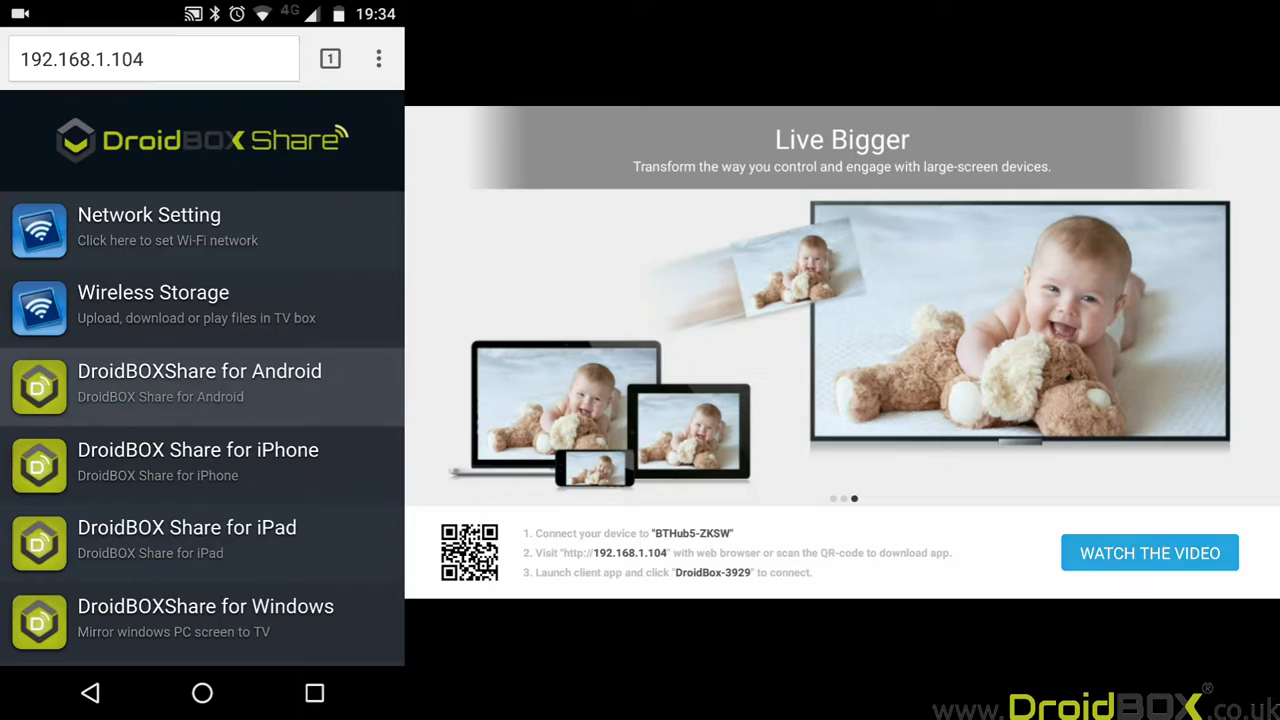 4G 19:34
192.168.1.104
1
DroidBOX Share
Network Setting
Click here to set Wi-Fi network
Wireless Storage
Upload, download or play files in TV box
DroidBOXShare for Android
DroidBOX Share for Android
DroidBOX Share for iPhone
DroidBOX Share for iPhone
DroidBOX Share for iPad
DroidBOX Share for iPad
DroidBOXShare for Windows
Mirror windows PC screen to TV
Live Bigger
Transform the way you control and engage with large-screen devices.
1. Connect your device to "BTHub5-ZKSW"
2. Visit "http://192.168.1.104" with web browser or scan the QR-code to download app.
3. Launch client app and click "DroidBox-3929" to connect.
WATCH THE VIDEO
www.DroidBOX®.co.uk